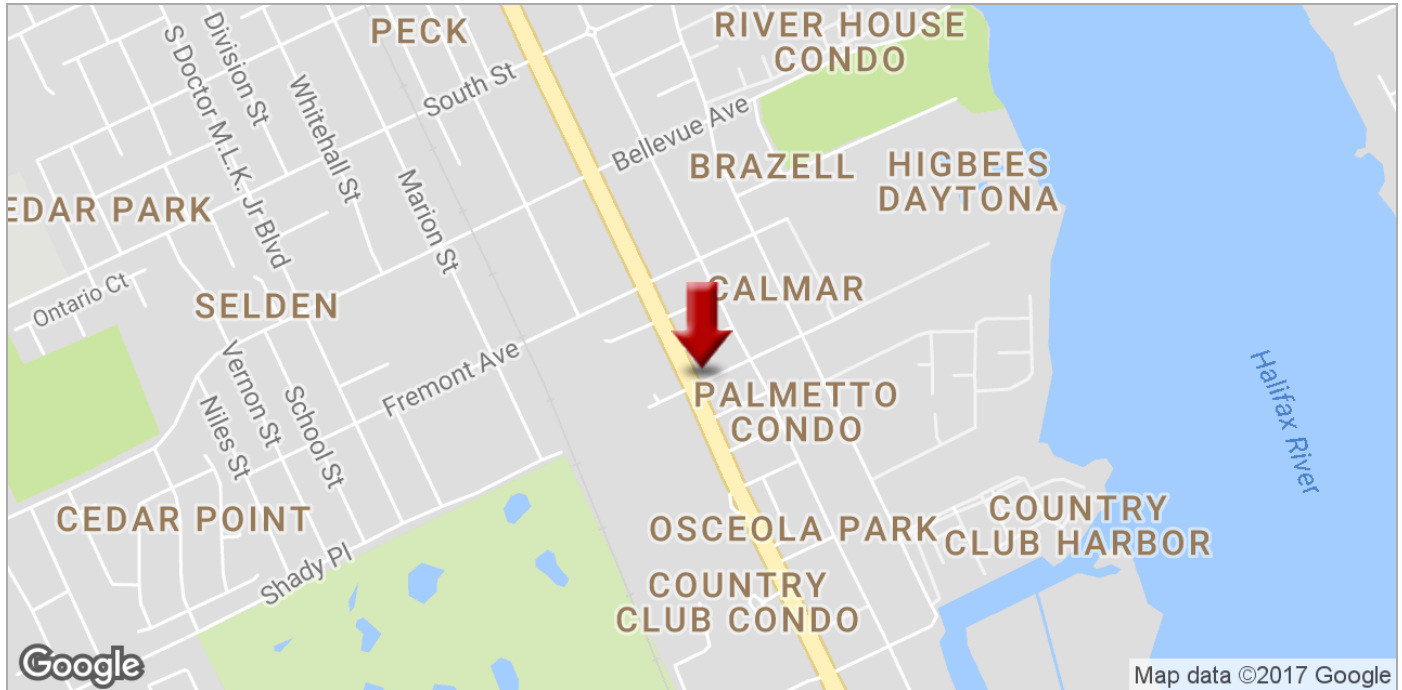 PECK
RIVER HOUSE
CONDO
Division St
S Doctor M.L.K. Jr Blvd
Whitehall St
South St
Bellevue Ave
BRAZELL
HIGBEES
DAYTONA
EDAR PARK
Marion St
Ontario Ct
SELDEN
CALMAR
Fremont Ave
Vernon St
Niles St
School St
PALMETTO
CONDO
Halifax River
CEDAR POINT
Shady Pl
OSCEOLA PARK
COUNTRY
CLUB HARBOR
COUNTRY
CLUB CONDO
Google
Map data ©2017 Google